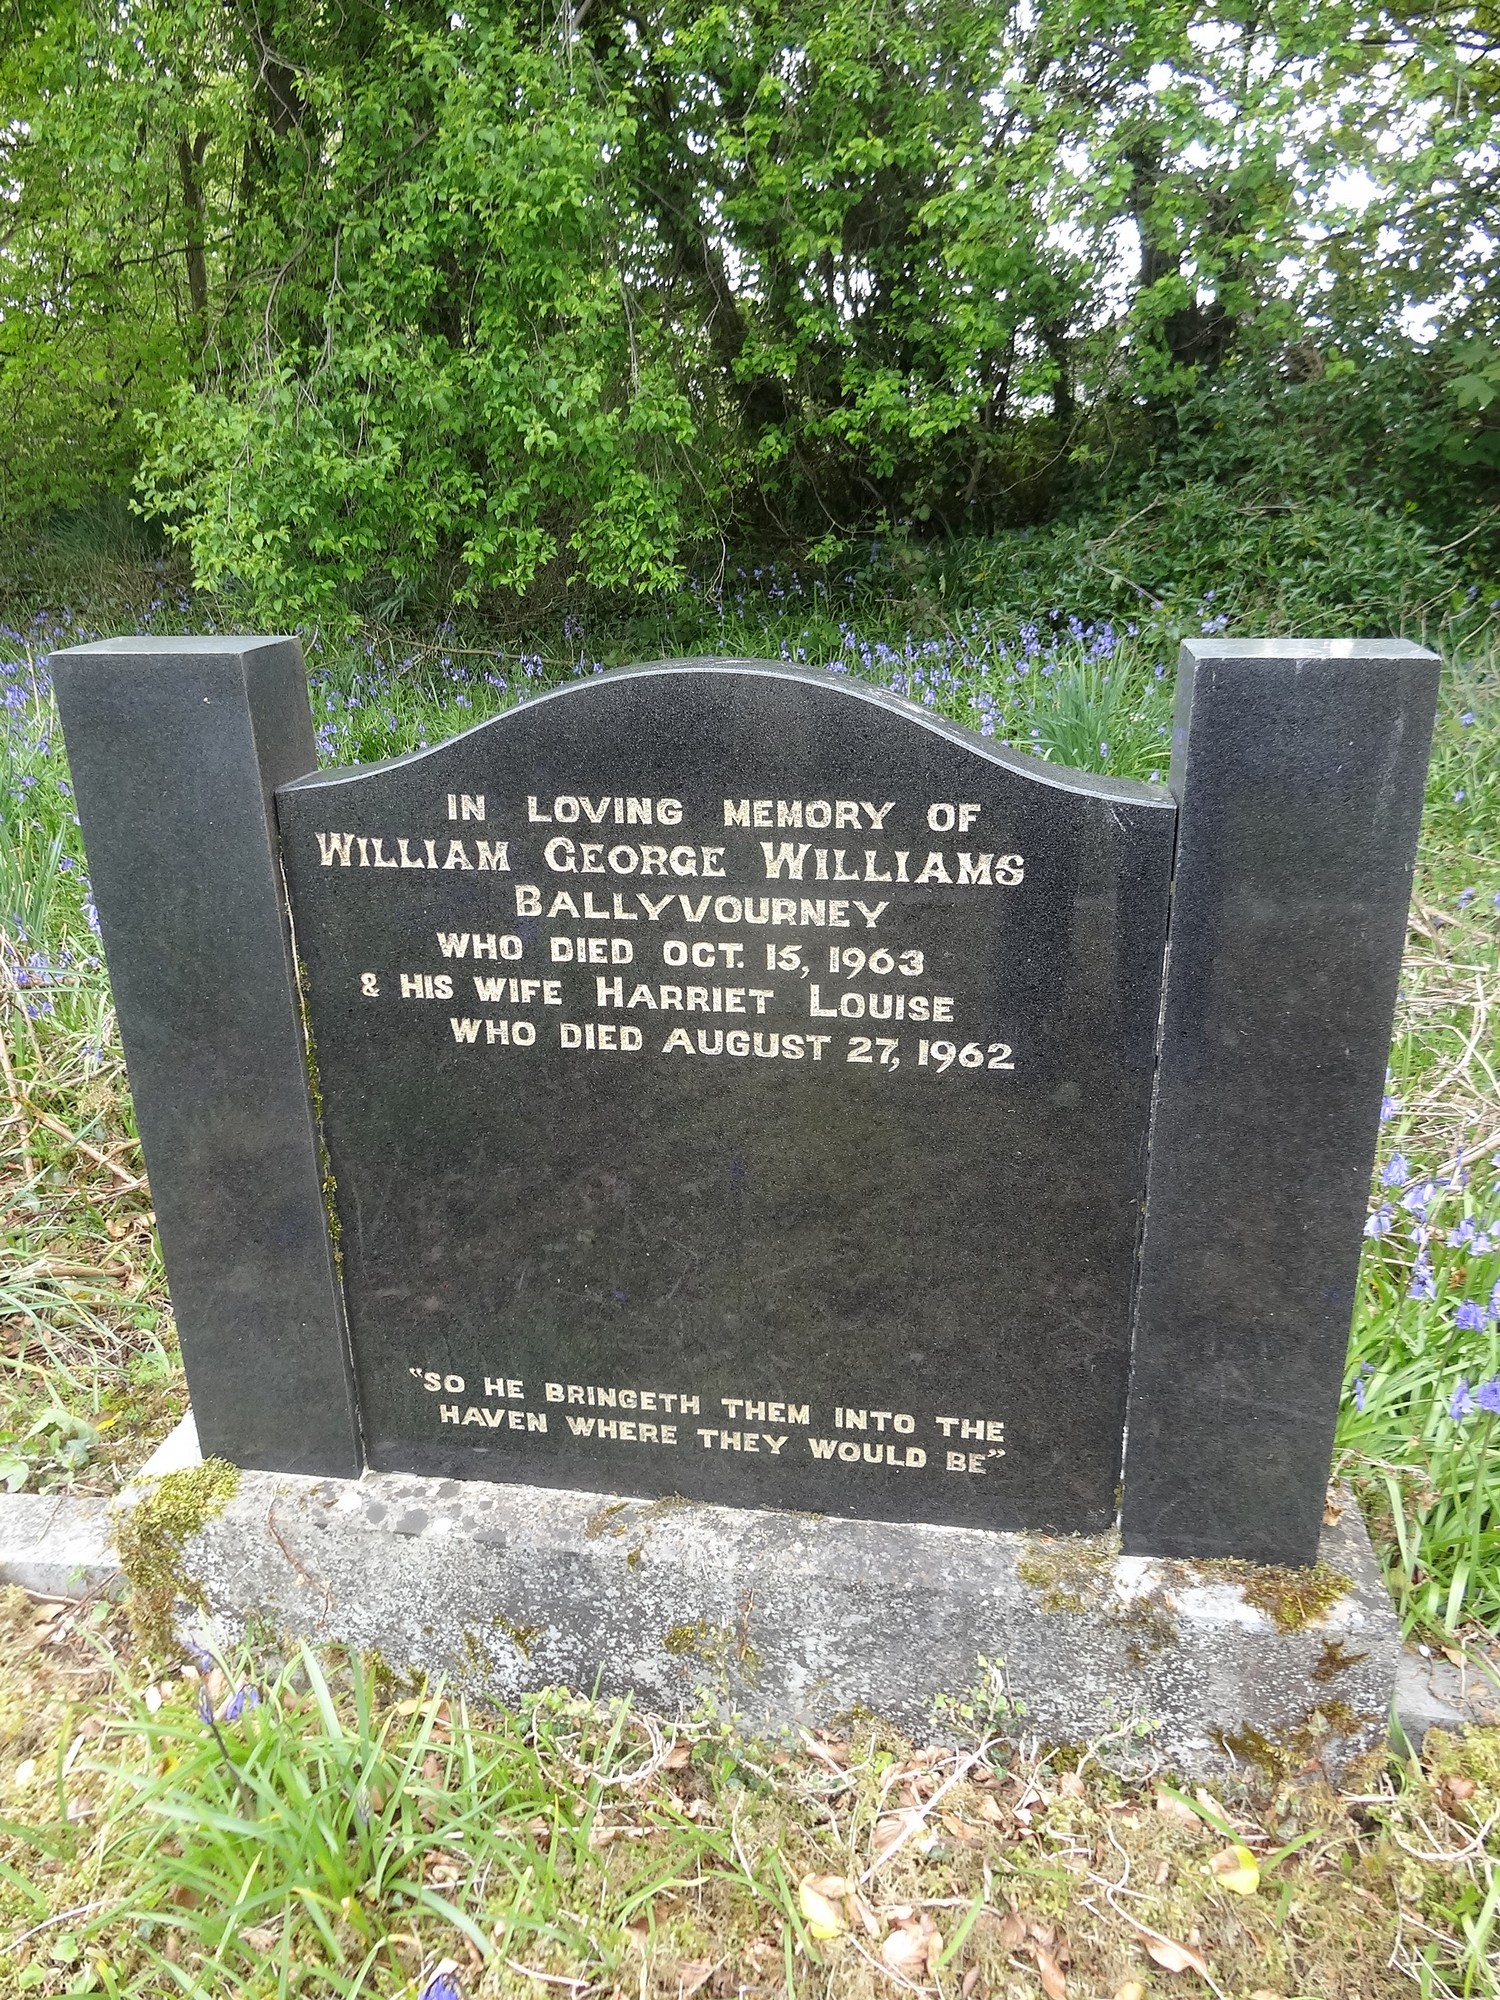 IN LOVING MEMORY OF
WILLIAM GEORGE WILLIAMS
BALLYVOURNEY
WHO DIED OCT. 15, 1963
& HIS WIFE HARRIET LOUISE
WHO DIED AUGUST 27, 1962
"SO HE BRINGETH THEM INTO THE
HAVEN WHERE THEY WOULD BE"